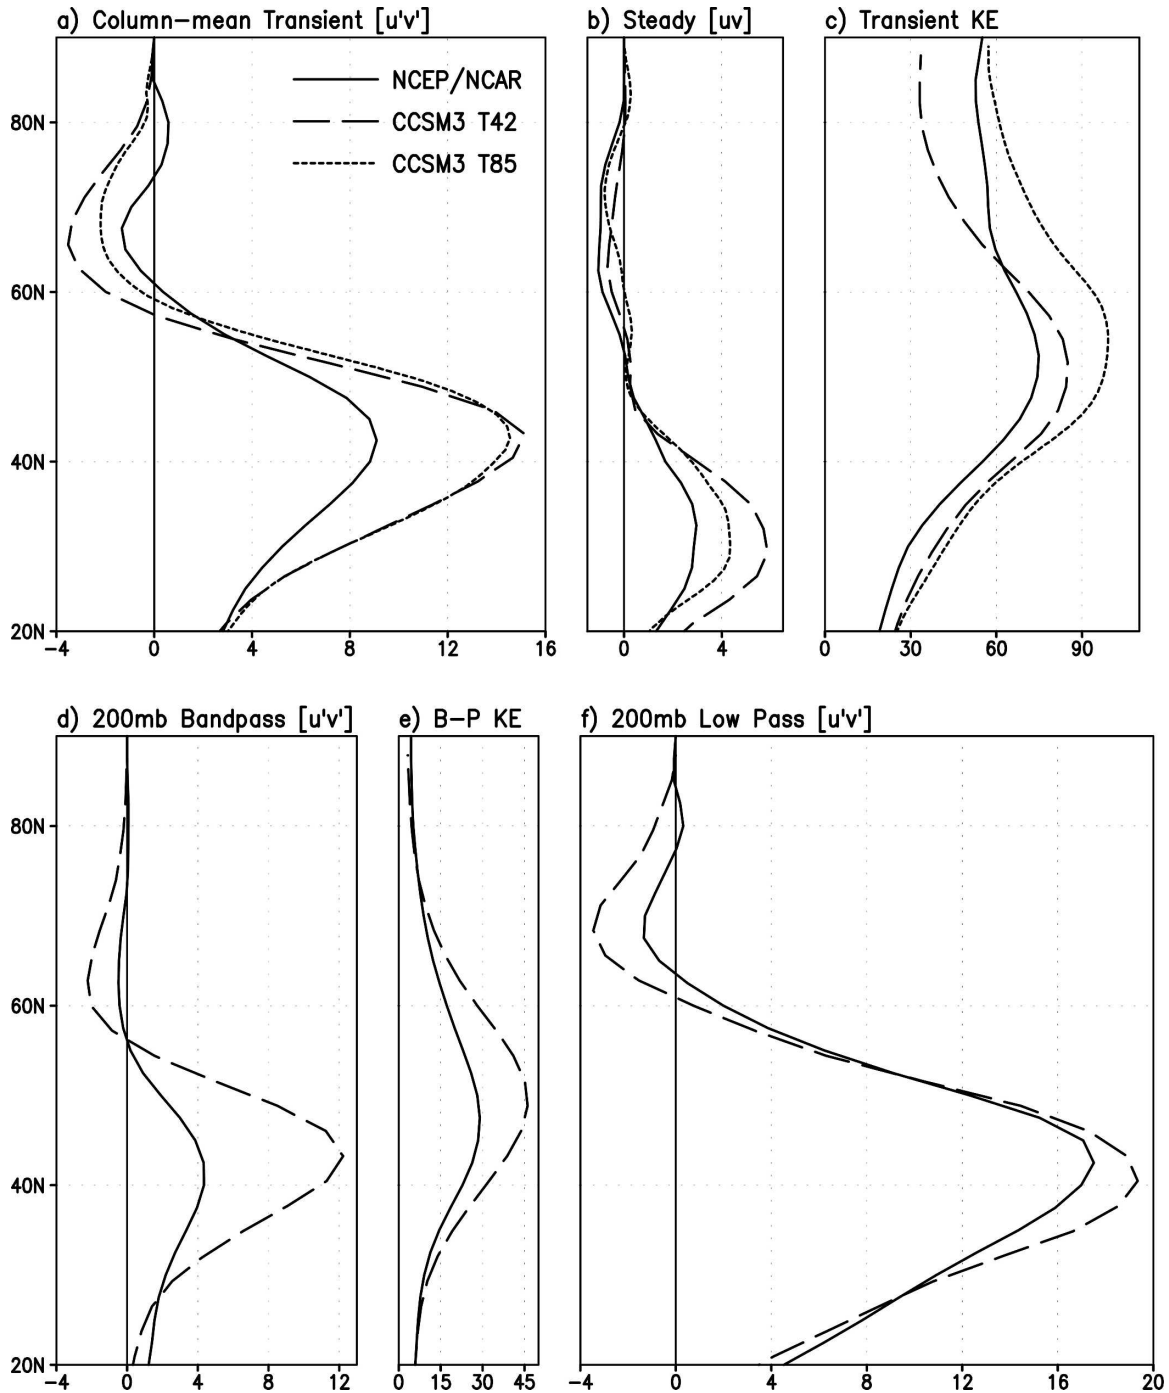 a) Column-mean Transient [u'v']
b) Steady [uv]
c) Transient KE
NCEP/NCAR
CCSM3 T42
CCSM3 T85
80N
60N
40N
20N
-4 0 4 8 12 16
0 4
0 30 60 90
d) 200mb Bandpass [u'v']
e) B-P KE
f) 200mb Low Pass [u'v']
80N
60N
40N
20N
-4 0 4 8 12
0 15 30 45
-4 0 4 8 12 16 20